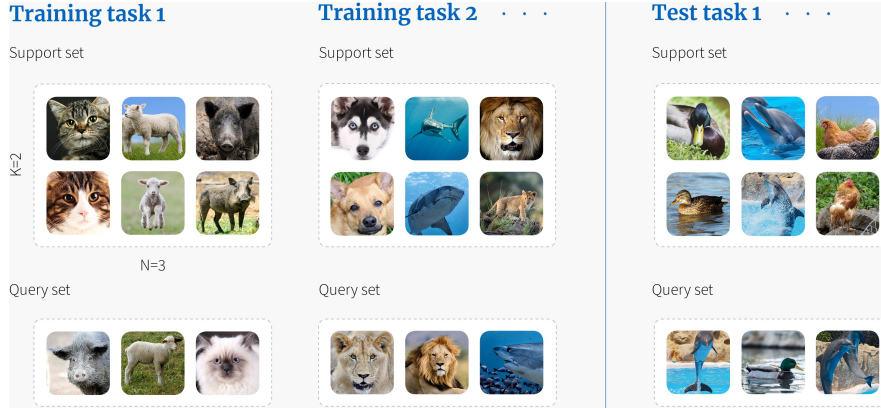 Training task 1
Support set
K=2
N=3
Query set
Training task 2 . . .
Support set
Query set
Test task 1 . . .
Support set
Query set